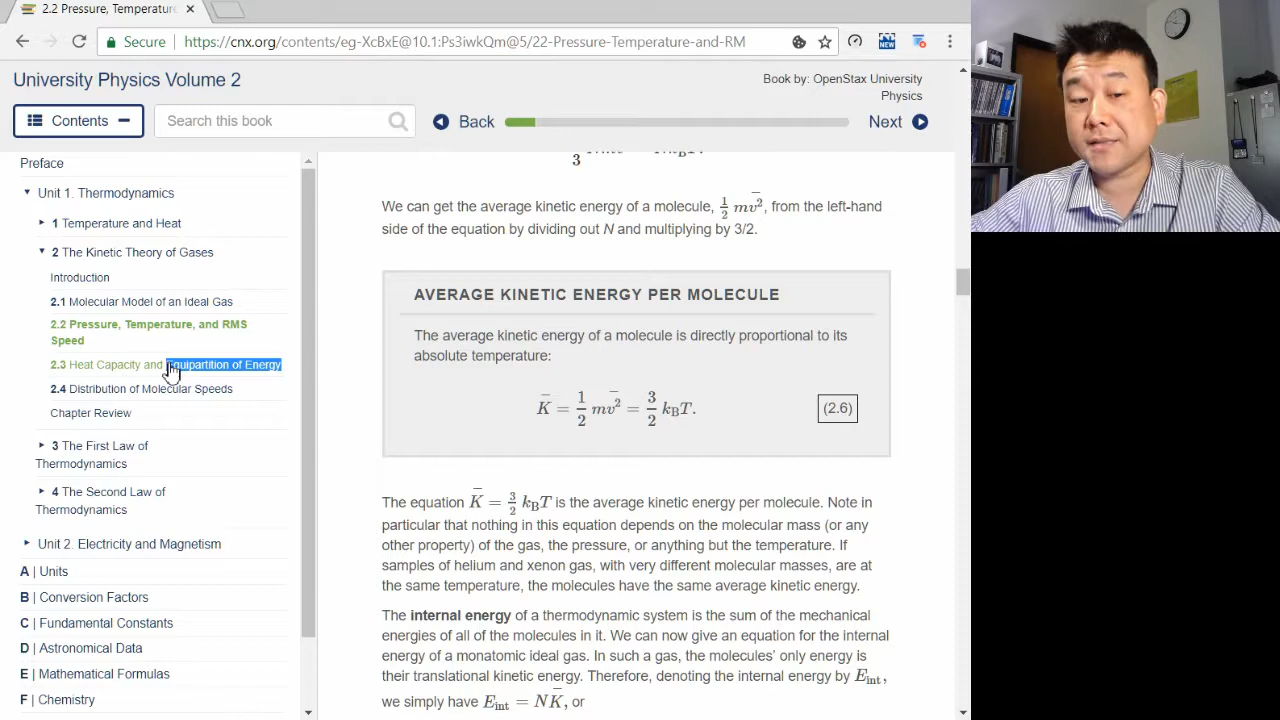 2.2 Pressure, Temperatur
Secure
https://cnx.org/contents/eg-XcBxE@10.1:Ps3iwkQm@5/22-Pressure-Temperature-and-RM
NEW
University Physics Volume 2
Book by: OpenStax University
Physics
Contents
Search this book
Back
Next
Preface
Unit 1. Thermodynamics
1 Temperature and Heat
2 The Kinetic Theory of Gases
Introduction
2.1 Molecular Model of an Ideal Gas
2.2 Pressure, Temperature, and RMS
Speed
2.3 Heat Capacity and Equipartition of Energy
2.4 Distribution of Molecular Speeds
Chapter Review
3 The First Law of
Thermodynamics
4 The Second Law of
Thermodynamics
Unit 2. Electricity and Magnetism
A | Units
B | Conversion Factors
C | Fundamental Constants
D | Astronomical Data
E | Mathematical Formulas
F | Chemistry
3
We can get the average kinetic energy of a molecule, ½ mv̄², from the left-hand
side of the equation by dividing out N and multiplying by 3/2.
AVERAGE KINETIC ENERGY PER MOLECULE
The average kinetic energy of a molecule is directly proportional to its
absolute temperature:
K̄ = 1/2 mv̄² = 3/2 kBT.
(2.6)
The equation K̄ = 3/2 kBT is the average kinetic energy per molecule. Note in
particular that nothing in this equation depends on the molecular mass (or any
other property) of the gas, the pressure, or anything but the temperature. If
samples of helium and xenon gas, with very different molecular masses, are at
the same temperature, the molecules have the same average kinetic energy.
The internal energy of a thermodynamic system is the sum of the mechanical
energies of all of the molecules in it. We can now give an equation for the internal
energy of a monatomic ideal gas. In such a gas, the molecules' only energy is
their translational kinetic energy. Therefore, denoting the internal energy by Eint,
we simply have Eint = NK̄, or